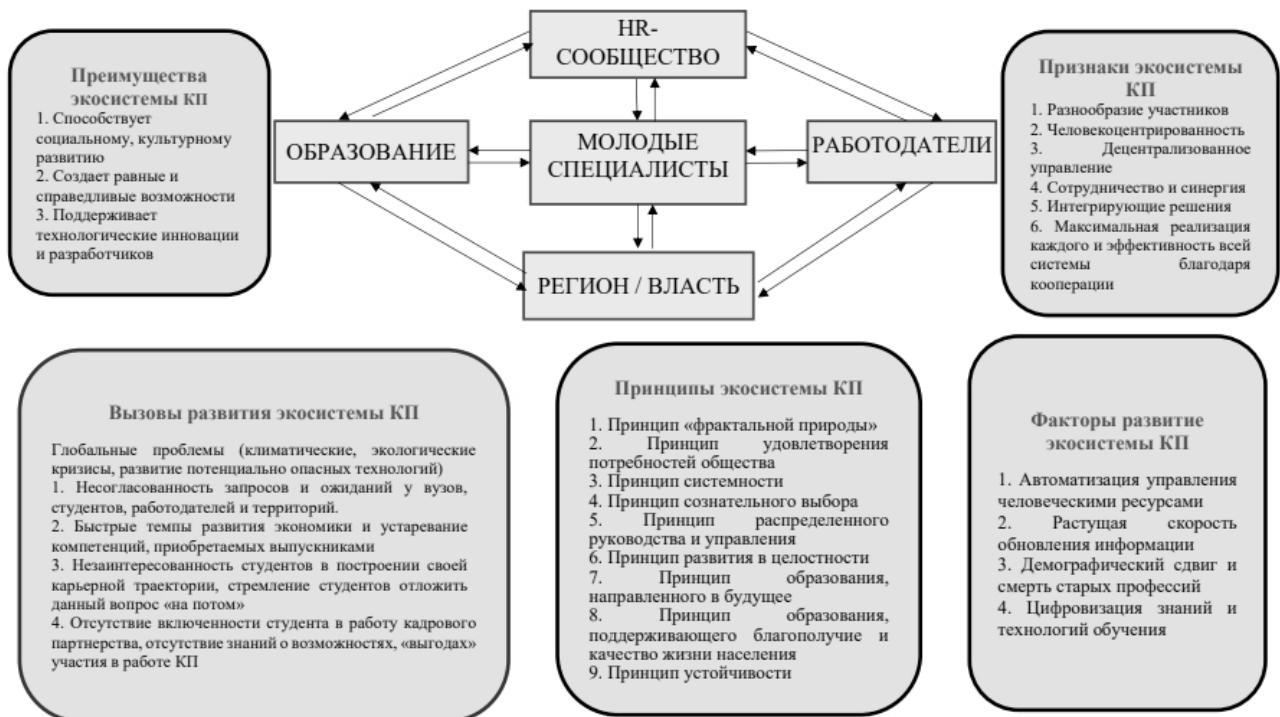 HR-
СООБЩЕСТВО
Преимущества
экосистемы КП
1. Способствует
социальному, культурному
развитию
2. Создает равные и
справедливые возможности
3. Поддерживает
технологические инновации
и разработчиков
ОБРАЗОВАНИЕ
МОЛОДЫЕ
СПЕЦИАЛИСТЫ
РАБОТОДАТЕЛИ
РЕГИОН / ВЛАСТЬ
Признаки экосистемы
КП
1. Разнообразие участников
2. Человекоцентрированность
3. Децентрализованное
управление
4. Сотрудничество и синергия
5. Интегрирующие решения
6. Максимальная реализация
каждого и эффективность всей
системы благодаря
кооперации
Вызовы развития экосистемы КП
Глобальные проблемы (климатические, экологические
кризисы, развитие потенциально опасных технологий)
1. Несогласованность запросов и ожиданий у вузов,
студентов, работодателей и территорий.
2. Быстрые темпы развития экономики и устаревание
компетенций, приобретаемых выпускниками
3. Незаинтересованность студентов в построении своей
карьерной траектории, стремление студентов отложить
данный вопрос «на потом»
4. Отсутствие включенности студента в работу кадрового
партнерства, отсутствие знаний о возможностях, «выгодах»
участия в работе КП
Принципы экосистемы КП
1. Принцип «фрактальной природы»
2. Принцип удовлетворения
потребностей общества
3. Принцип системности
4. Принцип сознательного выбора
5. Принцип распределенного
руководства и управления
6. Принцип развития в целостности
7. Принцип образования,
направленного в будущее
8. Принцип образования,
поддерживающего благополучие и
качество жизни населения
9. Принцип устойчивости
Факторы развитие
экосистемы КП
1. Автоматизация управления
человеческими ресурсами
2. Растущая скорость
обновления информации
3. Демографический сдвиг и
смерть старых профессий
4. Цифровизация знаний и
технологий обучения